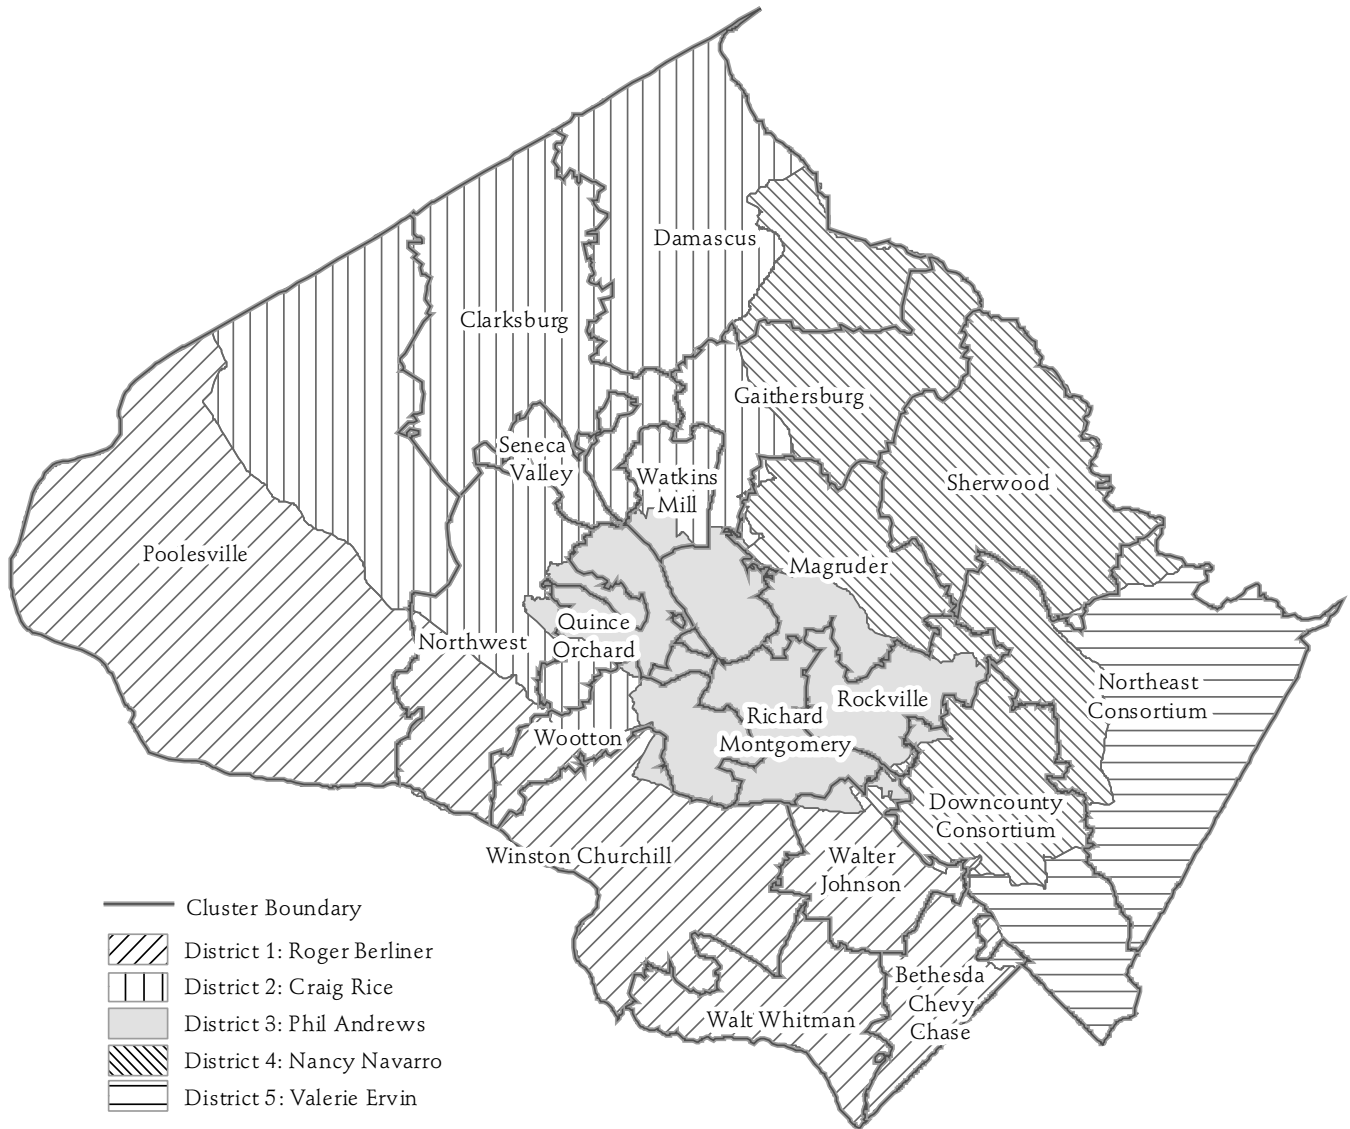 Damascus
Clarksburg
Gaithersburg
Seneca
Valley
Watkins
Mill
Sherwood
Poolesville
Magruder
Quince
Orchard
Northwest
Rockville
Northeast
Consortium
Richard
Montgomery
Wootton
Downcounty
Consortium
Winston Churchill
Walter
Johnson
Bethesda
Chevy
Chase
Walt Whitman
Cluster Boundary
District 1: Roger Berliner
District 2: Craig Rice
District 3: Phil Andrews
District 4: Nancy Navarro
District 5: Valerie Ervin